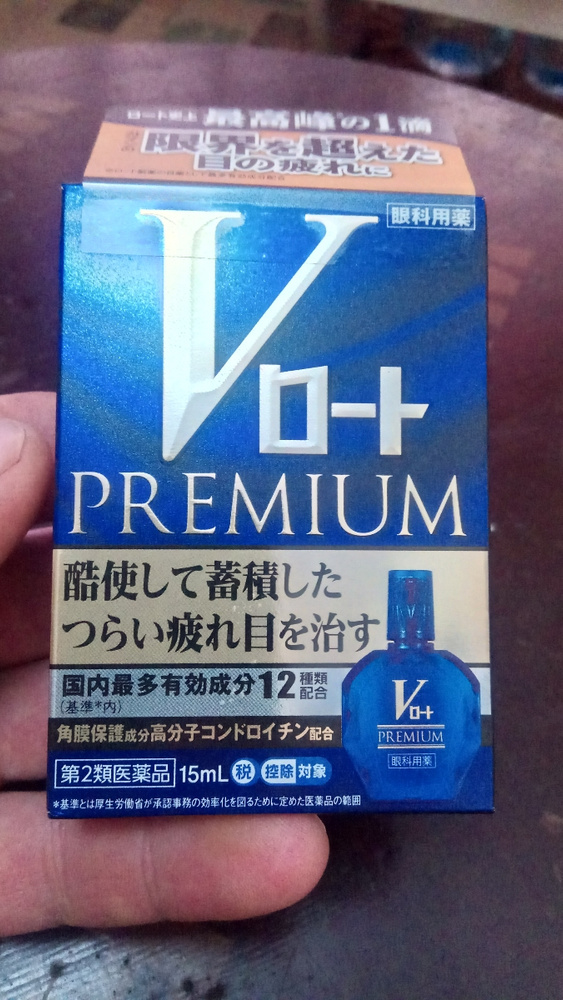 ロート史上 最高峰の1滴
限界を超えた
目の疲れに
眼科用薬
Vロート
PREMIUM
酷使して蓄積した
つらい疲れ目を治す
国内最多有効成分12種類配合
(基準*内)
角膜保護成分高分子コンドロイチン配合
Vロート
PREMIUM
眼科用薬
第2類医薬品 15mL 税 控除 対象
*基準とは厚生労働省が承認事務の効率化を図るために定めた医薬品の範囲